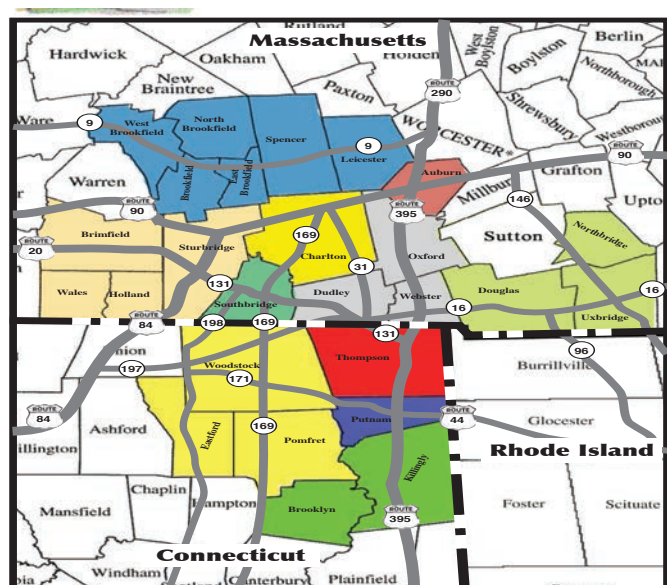 Rutland
Berlin
West Boylston
Massachusetts
Holden
Boylston
Hardwick
Oakham
Northborough
New Braintree
ROUTE 290
Paxton
Shrewsbury
Ware
9
West Brookfield
North Brookfield
Spencer
WORCESTER*
Westborough
9
Leicester
ROUTE 90
Brookfield
East Brookfield
Auburn
Grafton
Warren
Millbury
Upto
ROUTE 90
ROUTE 395
146
Brimfield
Sturbridge
169
Sutton
Northbridge
ROUTE 20
Charlton
Oxford
31
131
Douglas
16
Wales
Holland
Dudley
Webster
16
Southbridge
Uxbridge
ROUTE 84
198
169
131
nion
Thompson
96
Woodstock
Burrillville
197
171
ROUTE 84
Putnam
ROUTE 44
Glocester
169
Ashford
Eastford
Pomfret
illington
Rhode Island
Killingly
Chaplin
Hampton
Foster
Scituate
Mansfield
Brooklyn
ROUTE 395
Connecticut
Windham
Canterbury
Plainfield